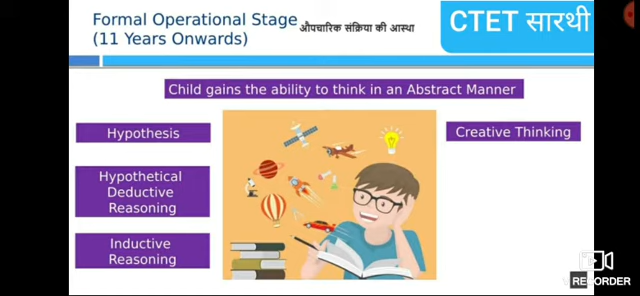 Formal Operational Stage
(11 Years Onwards)
औपचारिक संक्रिया की आस्था
CTET सारथी
Child gains the ability to think in an Abstract Manner
Hypothesis
Creative Thinking
Hypothetical
Deductive
Reasoning
Inductive
Reasoning
RECORDER